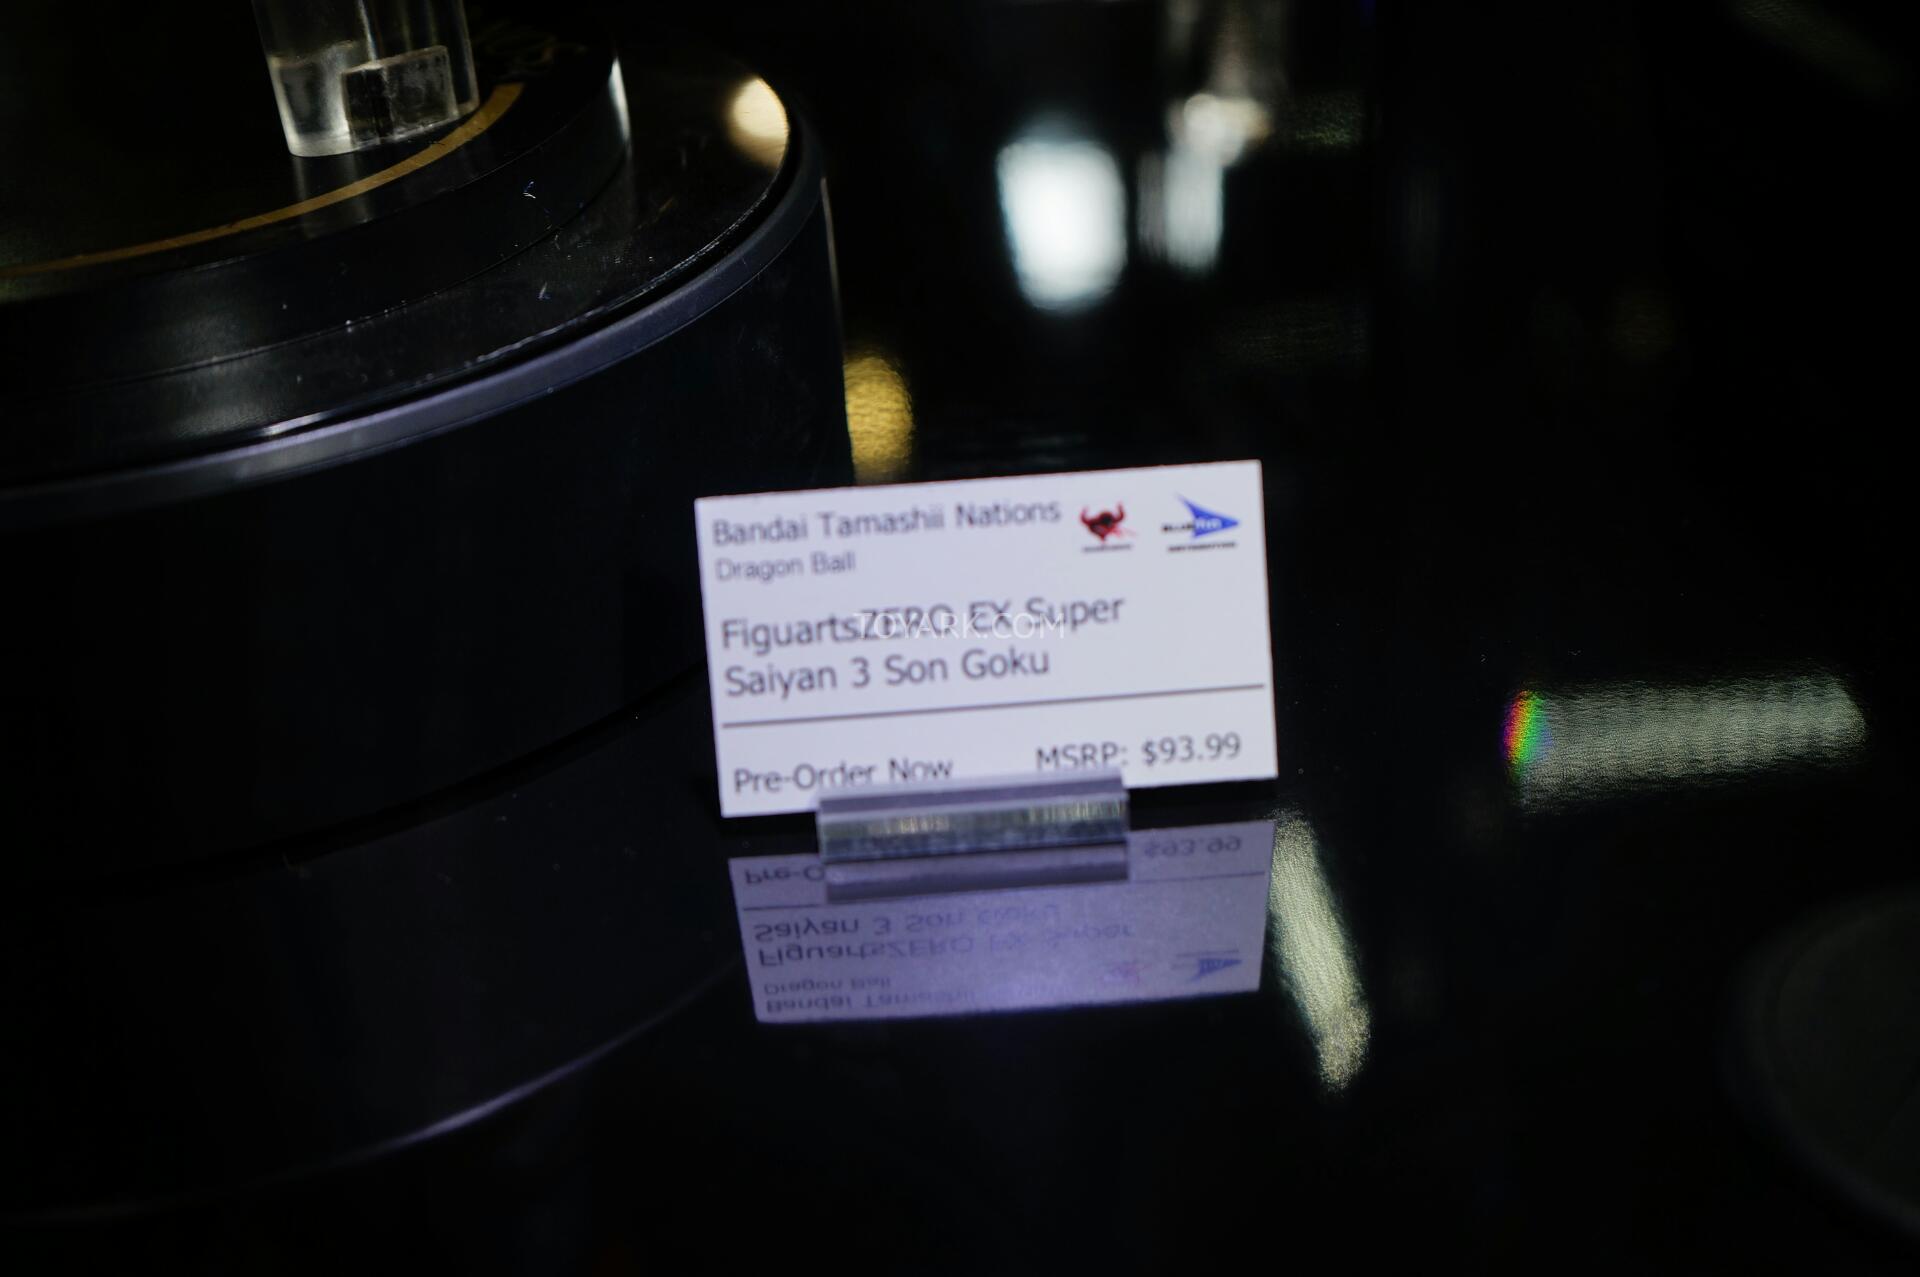 Bandai Tamashii Nations
Dragon Ball
BLUEfin
FiguartsZERO EX Super
Saiyan 3 Son Goku
TOYARK.COM
Pre-Order Now MSRP: $93.99